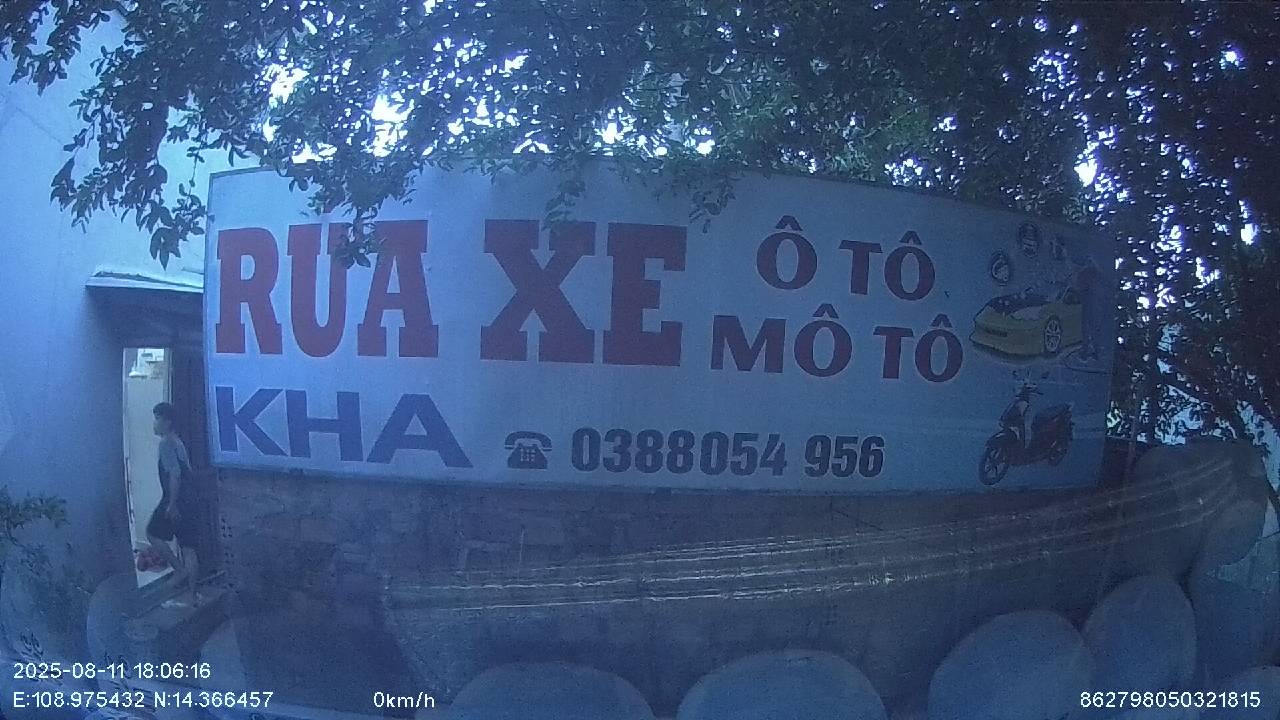 RỬA XE Ô TÔ
MÔ TÔ
KHA ☎ 0388054 956
2025-08-11 18:06:16
E:108.975432 N:14.366457 0km/h 862798050321815